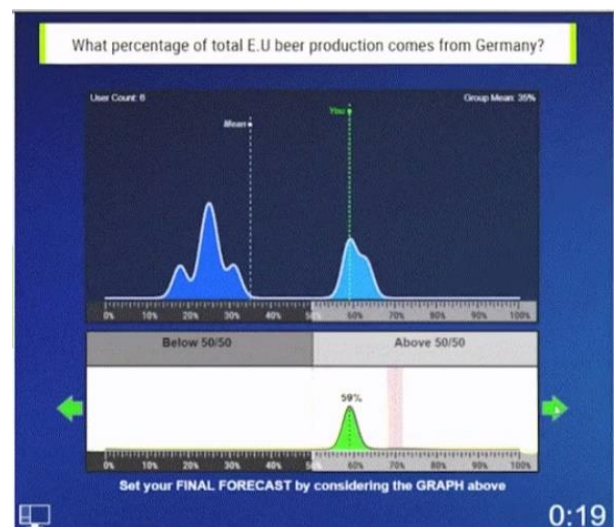 What percentage of total E.U beer production comes from Germany?
User Count: 6
Group Mean: 35%
Mean
You
0% 10% 20% 30% 40% 50% 60% 70% 80% 90% 100%
Below 50/50 Above 50/50
59%
0% 10% 20% 30% 40% 50% 60% 70% 80% 90% 100%
Set your FINAL FORECAST by considering the GRAPH above
0:19